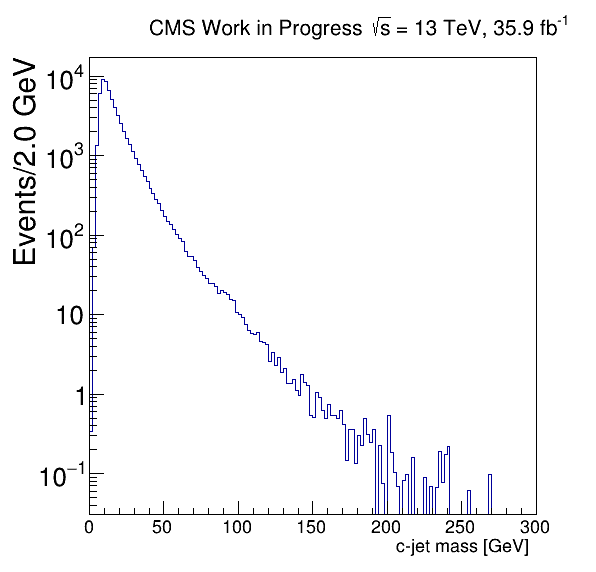 CMS Work in Progress √s = 13 TeV, 35.9 fb⁻¹
Events/2.0 GeV
10⁴
10³
10²
10
1
10⁻¹
0 50 100 150 200 250 300
c-jet mass [GeV]